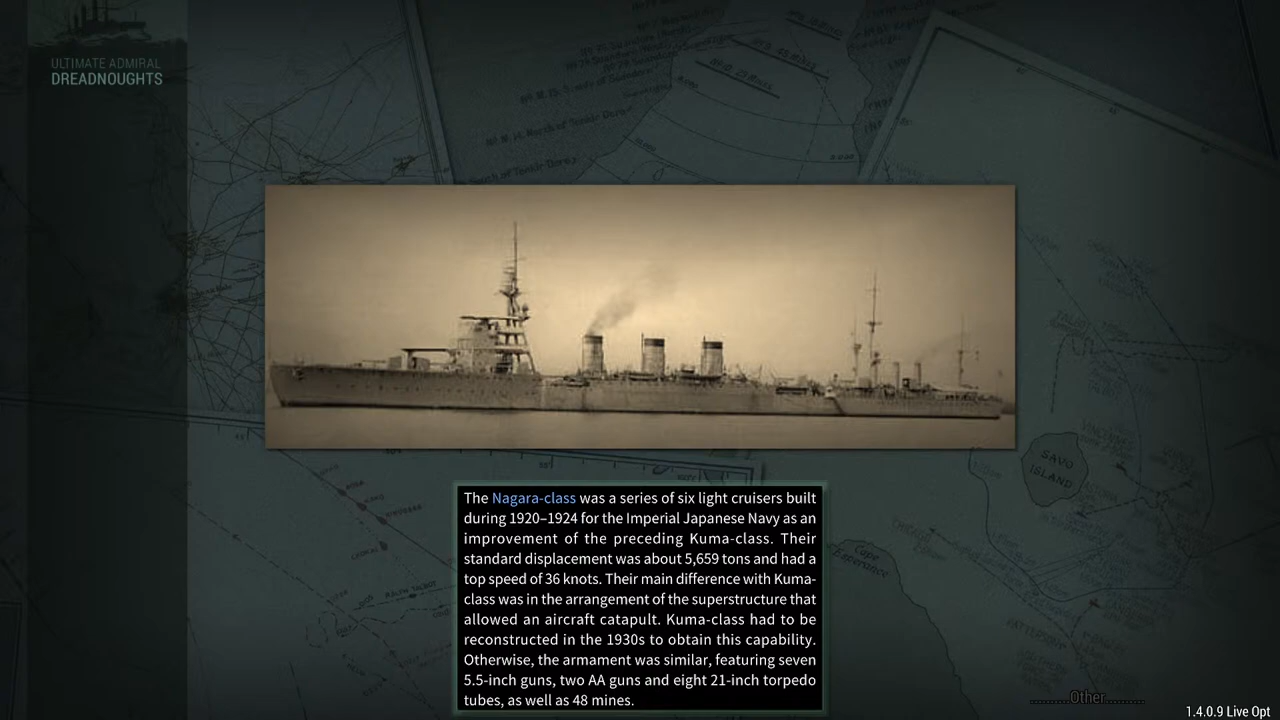 ULTIMATE ADMIRAL
DREADNOUGHTS
SAVO
ISLAND
Cape
Esperance
The Nagara-class was a series of six light cruisers built
during 1920–1924 for the Imperial Japanese Navy as an
improvement of the preceding Kuma-class. Their
standard displacement was about 5,659 tons and had a
top speed of 36 knots. Their main difference with Kuma-
class was in the arrangement of the superstructure that
allowed an aircraft catapult. Kuma-class had to be
reconstructed in the 1930s to obtain this capability.
Otherwise, the armament was similar, featuring seven
5.5-inch guns, two AA guns and eight 21-inch torpedo
tubes, as well as 48 mines.
Other
1.4.0.9 Live Opt